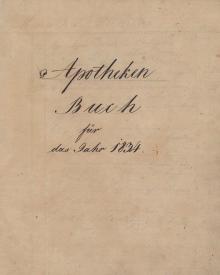 Apotheken
Buch
für
das Jahr 1834.